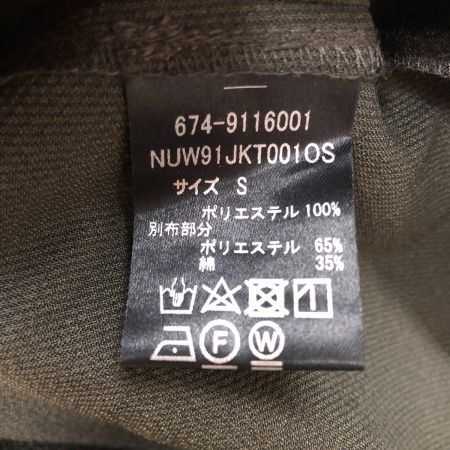 674-9116001
NUW91JKT001OS
サイズ S
ポリエステル 100%
別布部分
ポリエステル 65%
綿 35%
F W